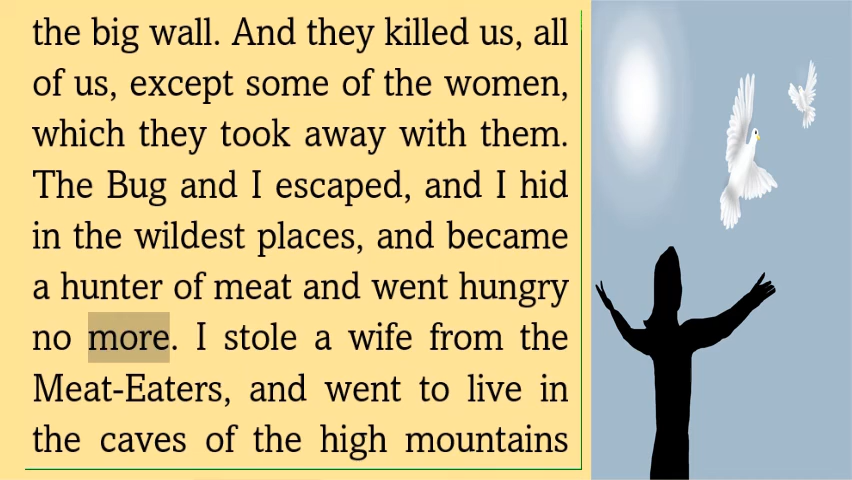 the big wall. And they killed us, all
of us, except some of the women,
which they took away with them.
The Bug and I escaped, and I hid
in the wildest places, and became
a hunter of meat and went hungry
no more. I stole a wife from the
Meat-Eaters, and went to live in
the caves of the high mountains